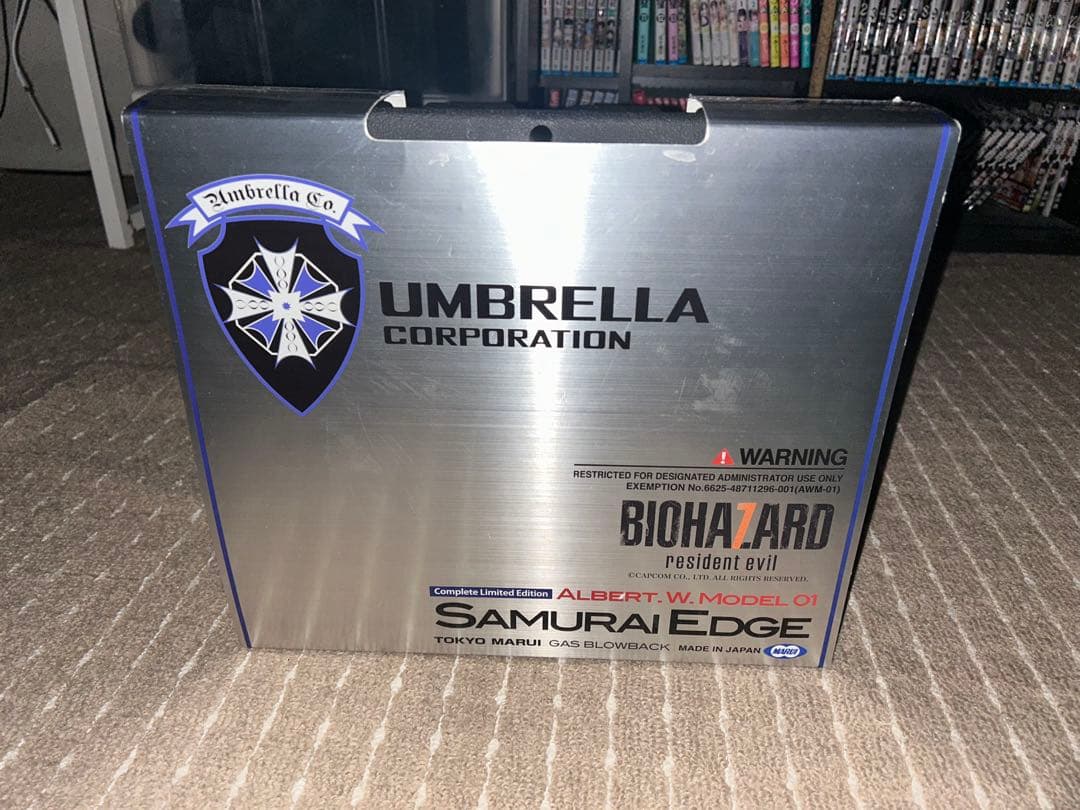 Umbrella Co.
UMBRELLA
CORPORATION
WARNING
RESTRICTED FOR DESIGNATED ADMINISTRATOR USE ONLY
EXEMPTION No.6625-48711296-001(AWM-01)
BIOHA7ARD
resident evil
©CAPCOM CO., LTD. ALL RIGHTS RESERVED.
Complete Limited Edition ALBERT. W. MODEL 01
SAMURAI EDGE
TOKYO MARUI GAS BLOWBACK MADE IN JAPAN MARUI